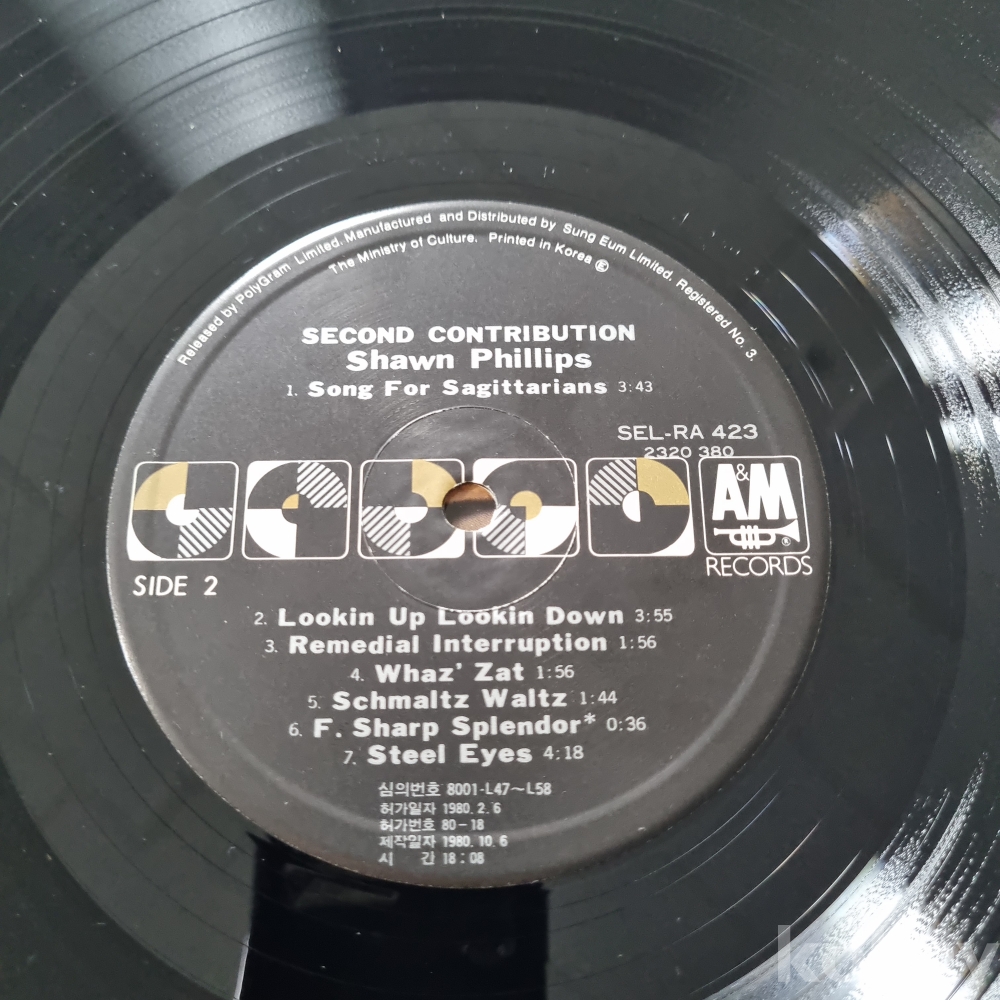 Released by PolyGram Limited. Manufactured and Distributed by Sung Eum Limited. Registered No. 3.
The Ministry of Culture. Printed in Korea Ⓔ
SECOND CONTRIBUTION
Shawn Phillips
1. Song For Sagittarians 3:43
SEL-RA 423
2320 380
A&M
®
RECORDS
SIDE 2
2. Lookin Up Lookin Down 3:55
3. Remedial Interruption 1:56
4. Whaz' Zat 1:56
5. Schmaltz Waltz 1:44
6. F. Sharp Splendor* 0:36
7. Steel Eyes 4:18
심의번호 8001-L47~L58
허가일자 1980. 2. 6
허가번호 80-18
제작일자 1980. 10. 6
시 간 18:08